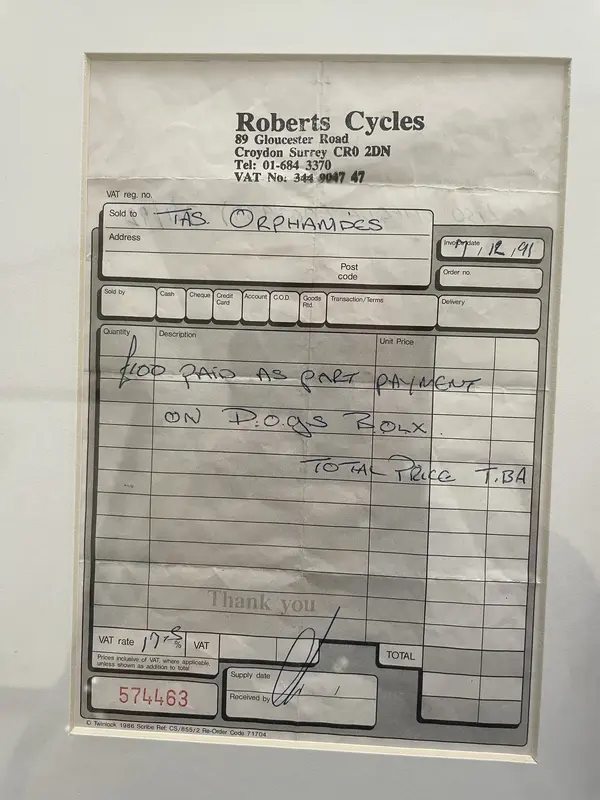 Roberts Cycles
89 Gloucester Road
Croydon Surrey CR0 2DN
Tel: 01-684 3370
VAT No: 344 9047 47
VAT reg. no.
Sold to TAS. ORPHANIDES
Address
Post code
Invoice date 7, 12, 91
Order no.
Sold by Cash Cheque Credit Card Account C.O.D. Goods Rtd. Transaction/Terms Delivery
Quantity Description Unit Price
£100 PAID AS PART PAYMENT
ON D.O.G.S BOLX.
TOTAL PRICE T.BA
Thank you
VAT rate 17.5 % VAT TOTAL
Prices inclusive of VAT, where applicable
unless shown as addition to total
Supply date / /
Received by
574463
© Twinlock 1986 Scribe Ref. CS/855/2 Re-Order Code 71704